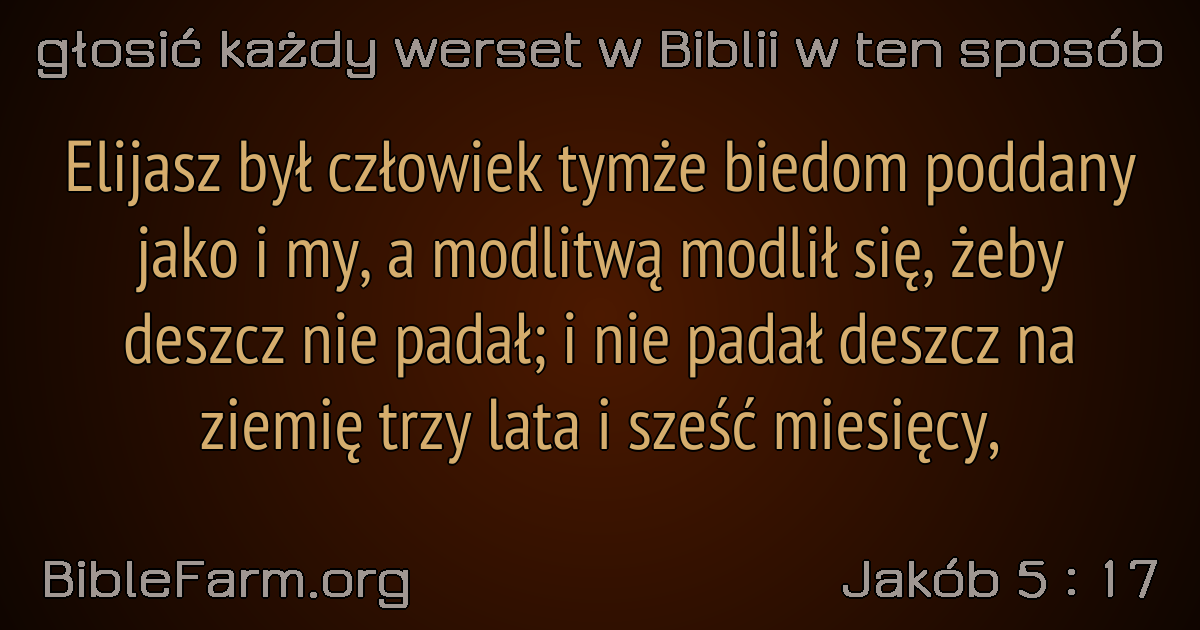 głosić każdy werset w Biblii w ten sposób
Elijasz był człowiek tymże biedom poddany
jako i my, a modlitwą modlił się, żeby
deszcz nie padał; i nie padał deszcz na
ziemię trzy lata i sześć miesięcy,
BibleFarm.org
Jakób 5 : 17